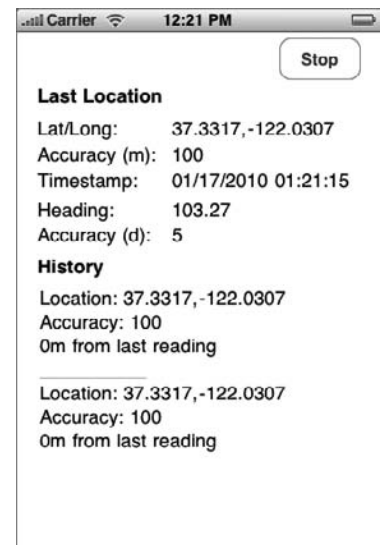 Carrier 12:21 PM
Stop
Last Location
Lat/Long: 37.3317,-122.0307
Accuracy (m): 100
Timestamp: 01/17/2010 01:21:15
Heading: 103.27
Accuracy (d): 5
History
Location: 37.3317,-122.0307
Accuracy: 100
0m from last reading
Location: 37.3317,-122.0307
Accuracy: 100
0m from last reading